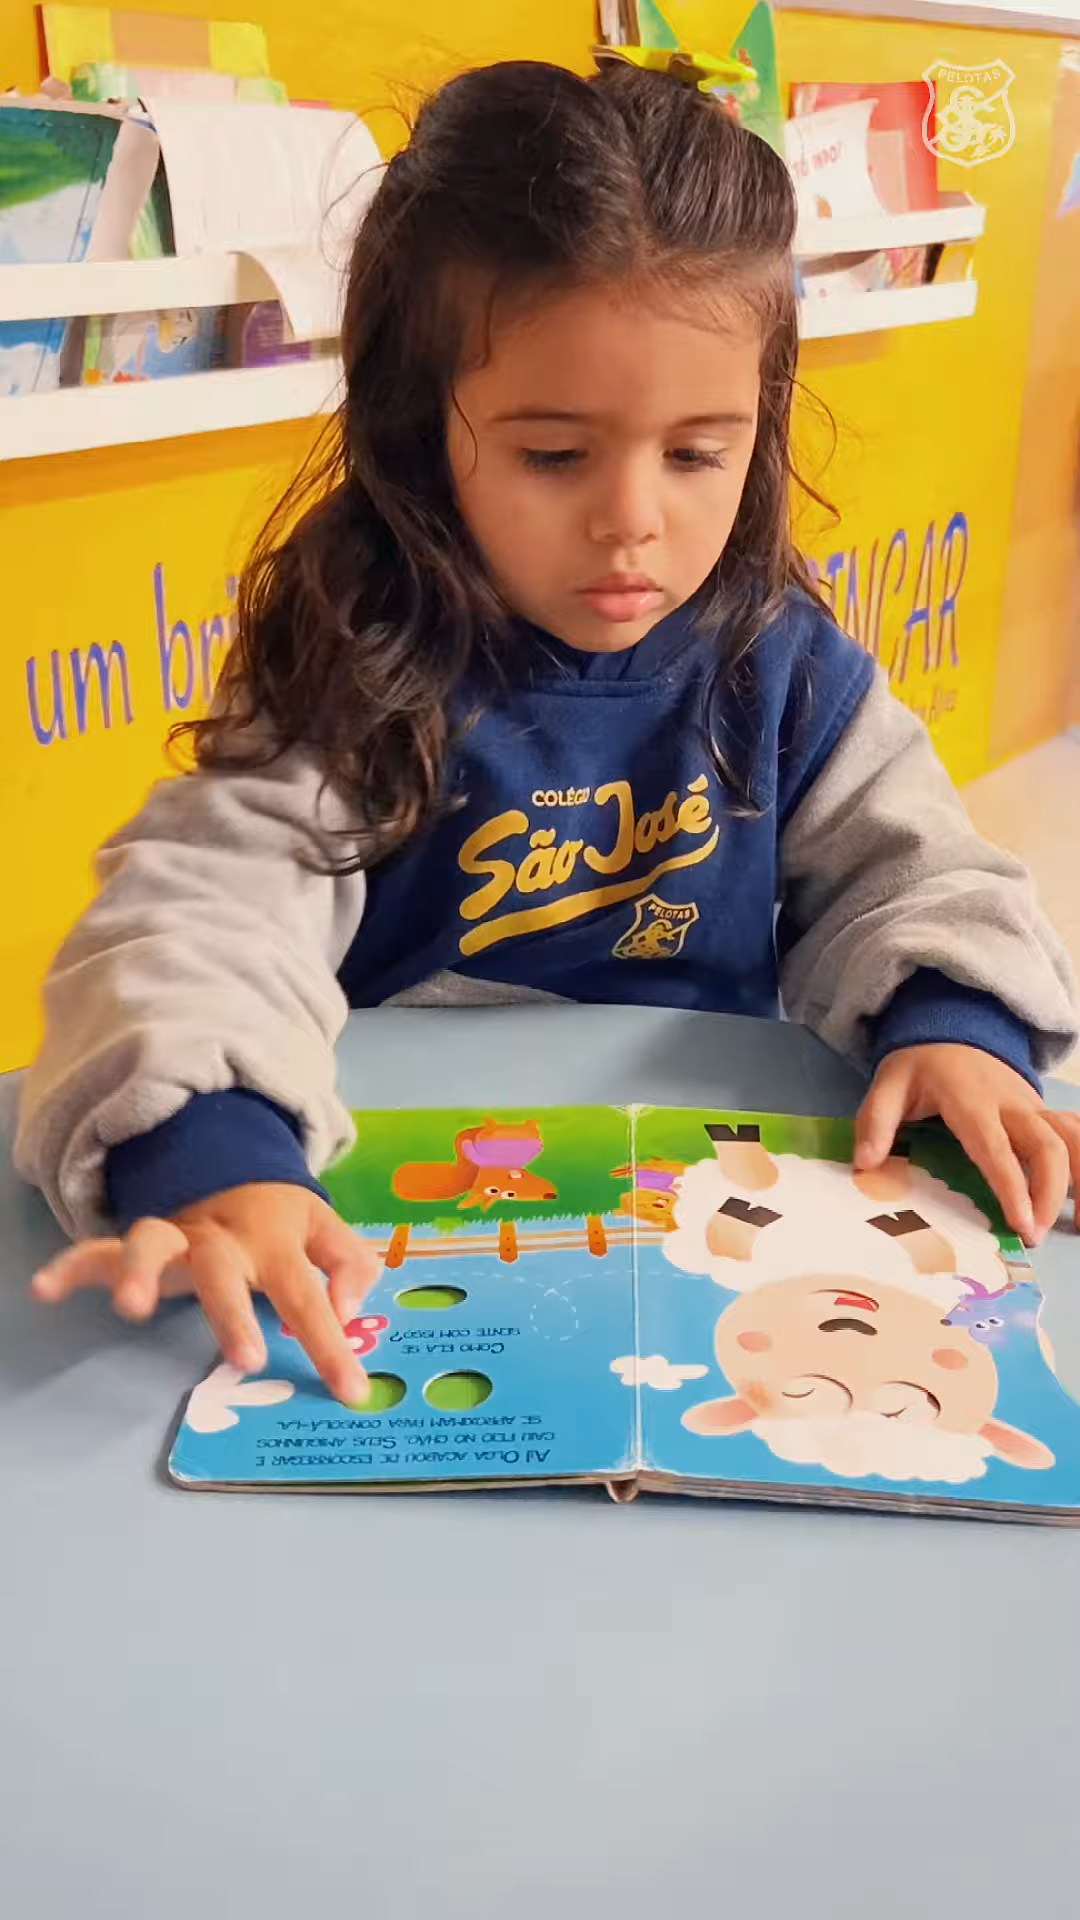 PELOTAS
um bri
INCAR
COLÉGIO
São José
PELOTAS
AI! OLGA ACABOU DE ESCORREGAR E
CAIU FEIO NO CHÃO. SEUS AMIGUINHOS
SE APROXIMAM PARA CONSOLÁ-LA.
COMO ELA SE
SENTE COM ISSO?